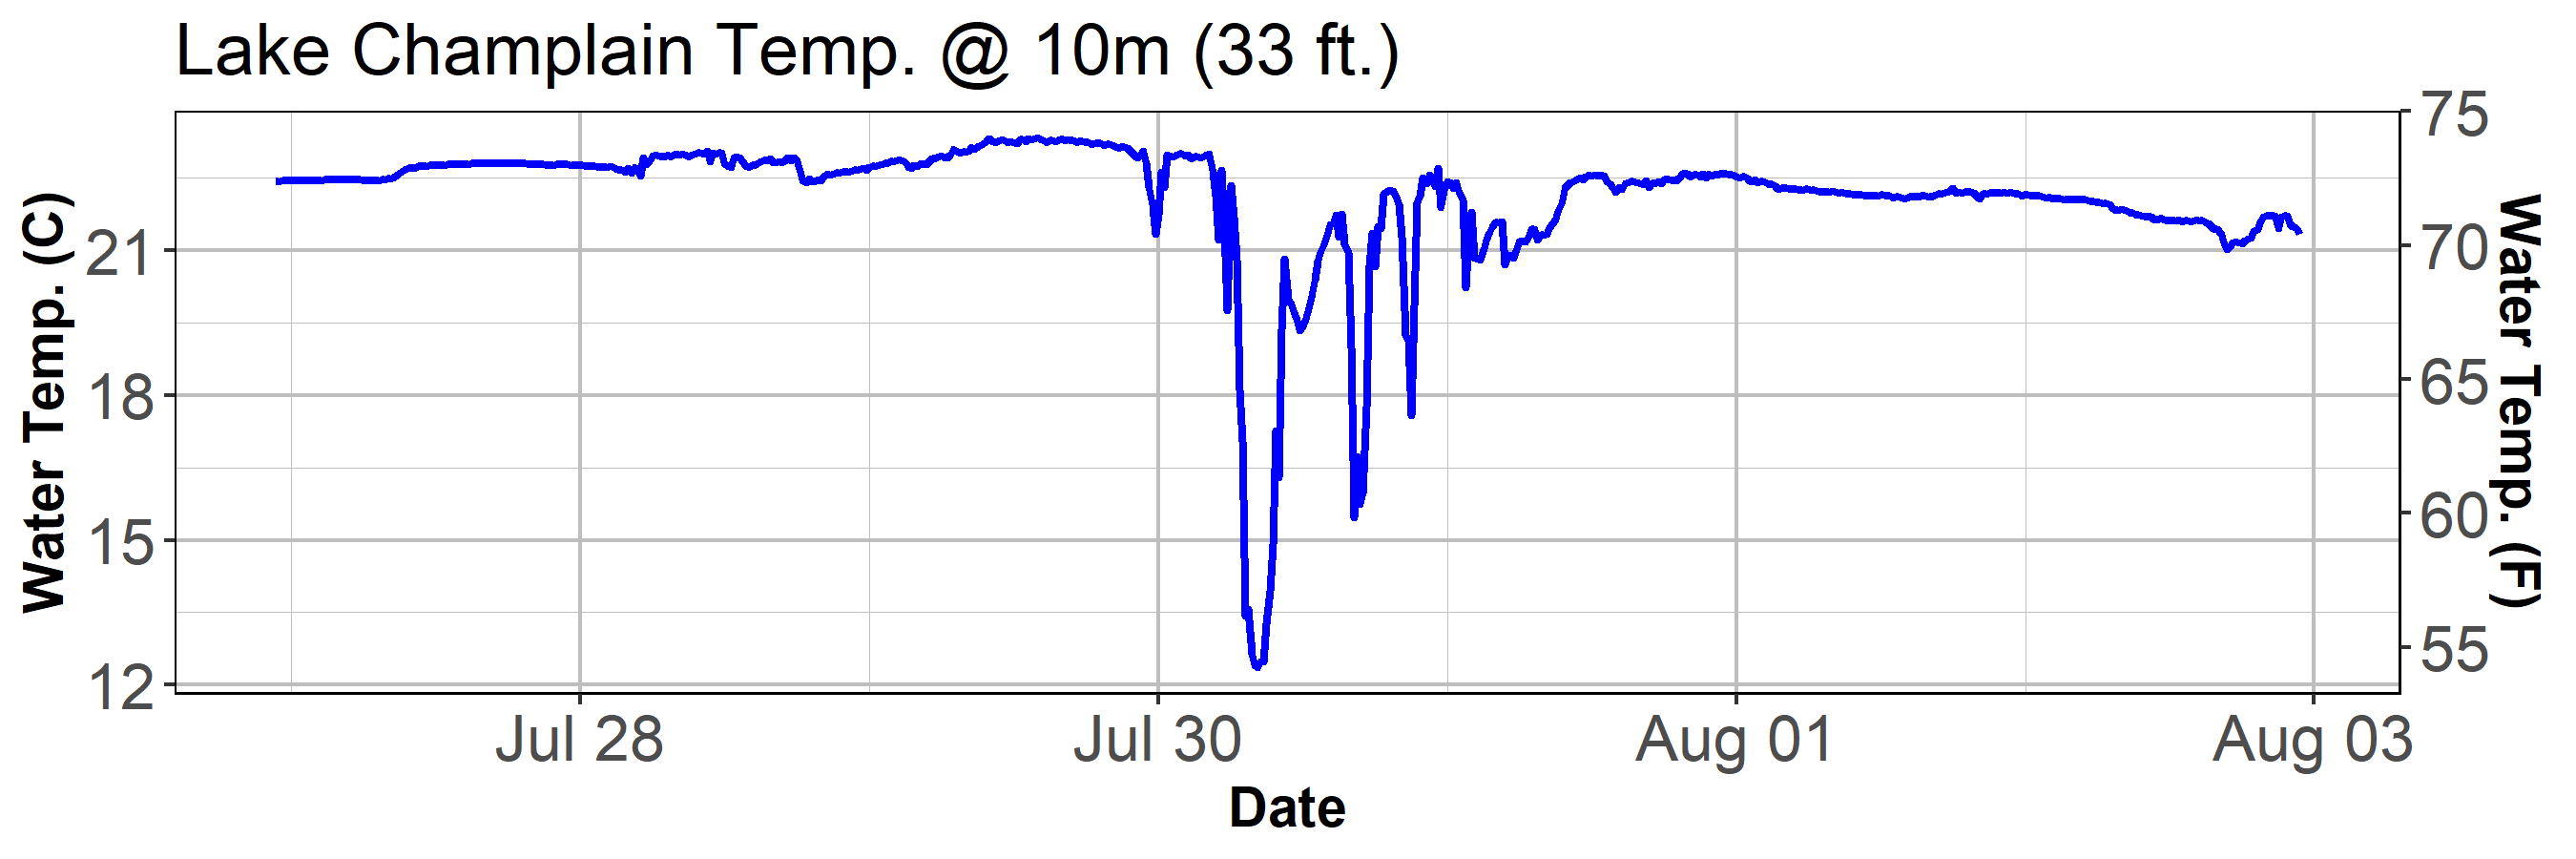 Lake Champlain Temp. @ 10m (33 ft.)
Water Temp. (C)
21
18
15
12
75
70
65
60
55
Water Temp. (F)
Jul 28
Jul 30
Aug 01
Aug 03
Date